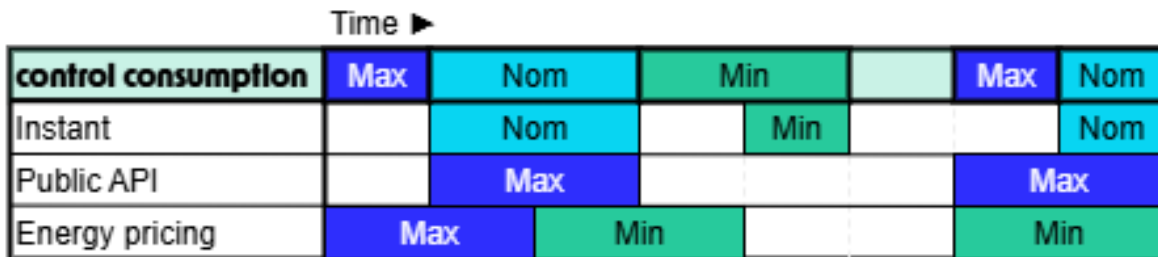 Time ►
control consumption Max Nom Min Max Nom
Instant Nom Min Nom
Public API Max Max
Energy pricing Max Min Min